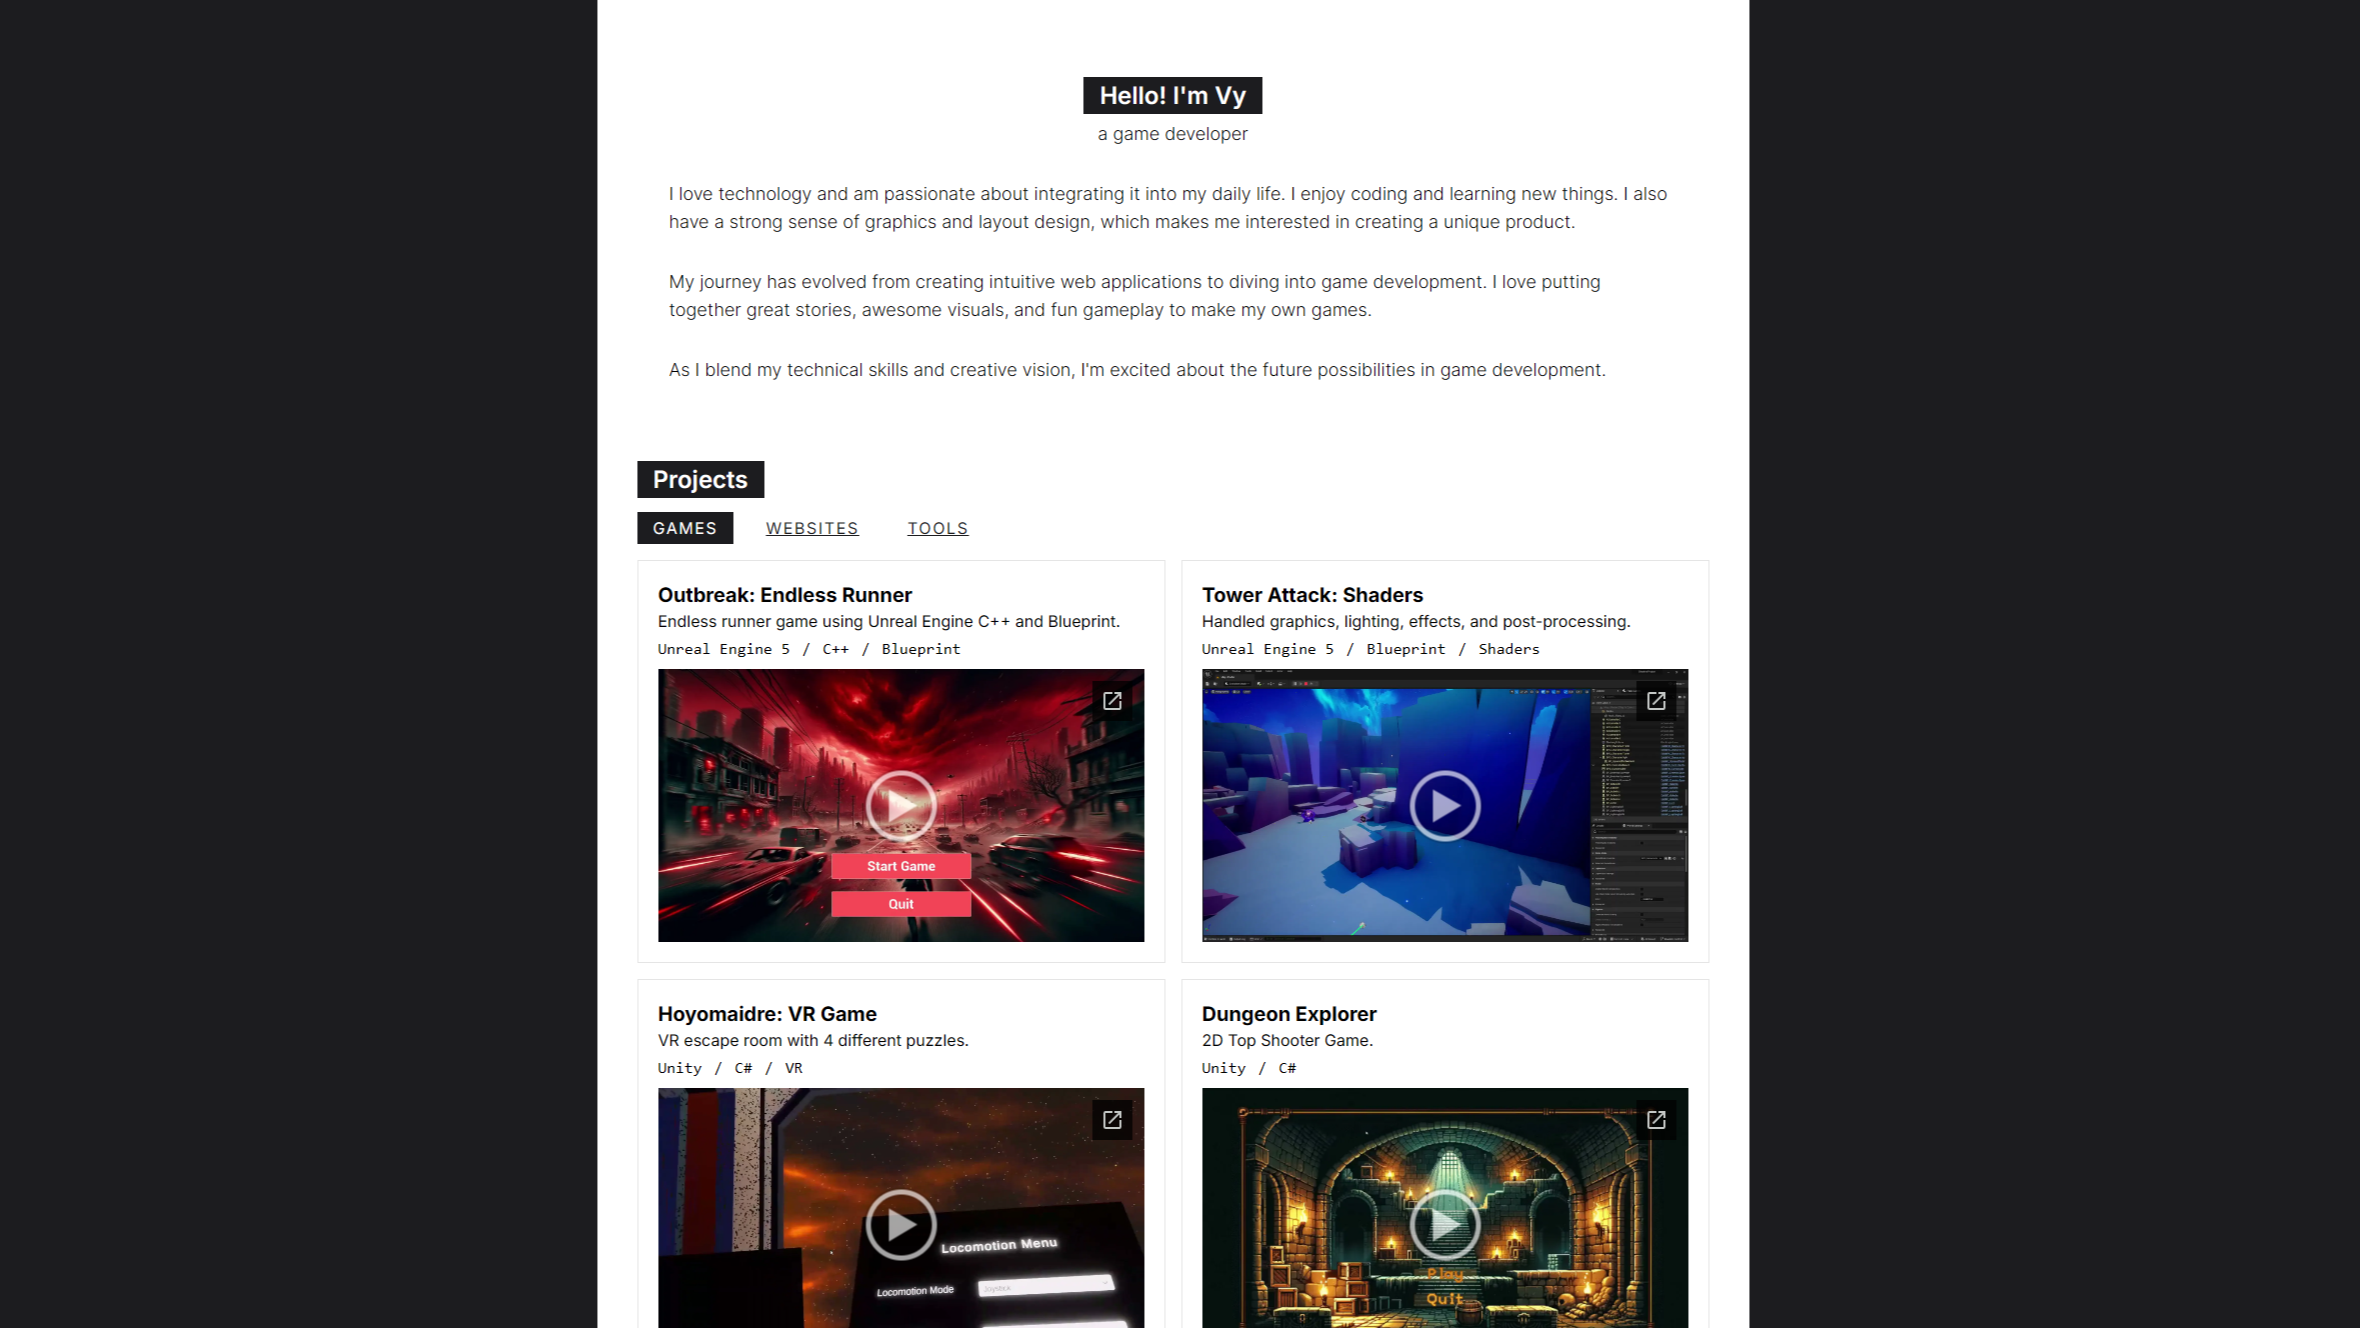 Hello! I'm Vy
a game developer
I love technology and am passionate about integrating it into my daily life. I enjoy coding and learning new things. I also
have a strong sense of graphics and layout design, which makes me interested in creating a unique product.
My journey has evolved from creating intuitive web applications to diving into game development. I love putting
together great stories, awesome visuals, and fun gameplay to make my own games.
As I blend my technical skills and creative vision, I'm excited about the future possibilities in game development.
Projects
GAMES WEBSITES TOOLS
Outbreak: Endless Runner
Endless runner game using Unreal Engine C++ and Blueprint.
Unreal Engine 5 / C++ / Blueprint
Start Game
Quit
Tower Attack: Shaders
Handled graphics, lighting, effects, and post-processing.
Unreal Engine 5 / Blueprint / Shaders
Hoyomaidre: VR Game
VR escape room with 4 different puzzles.
Unity / C# / VR
Locomotion Menu
Locomotion Mode
Dungeon Explorer
2D Top Shooter Game.
Unity / C#
Play
Quit